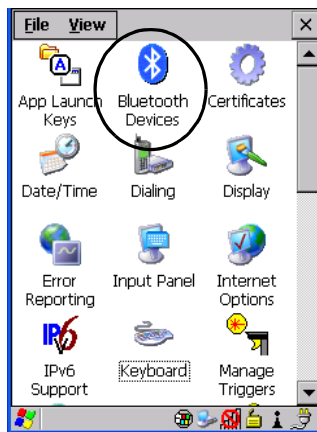 File View
App Launch Keys
Bluetooth Devices
Certificates
Date/Time
Dialing
Display
Error Reporting
Input Panel
Internet Options
IPv6
IPv6 Support
Keyboard
Manage Triggers